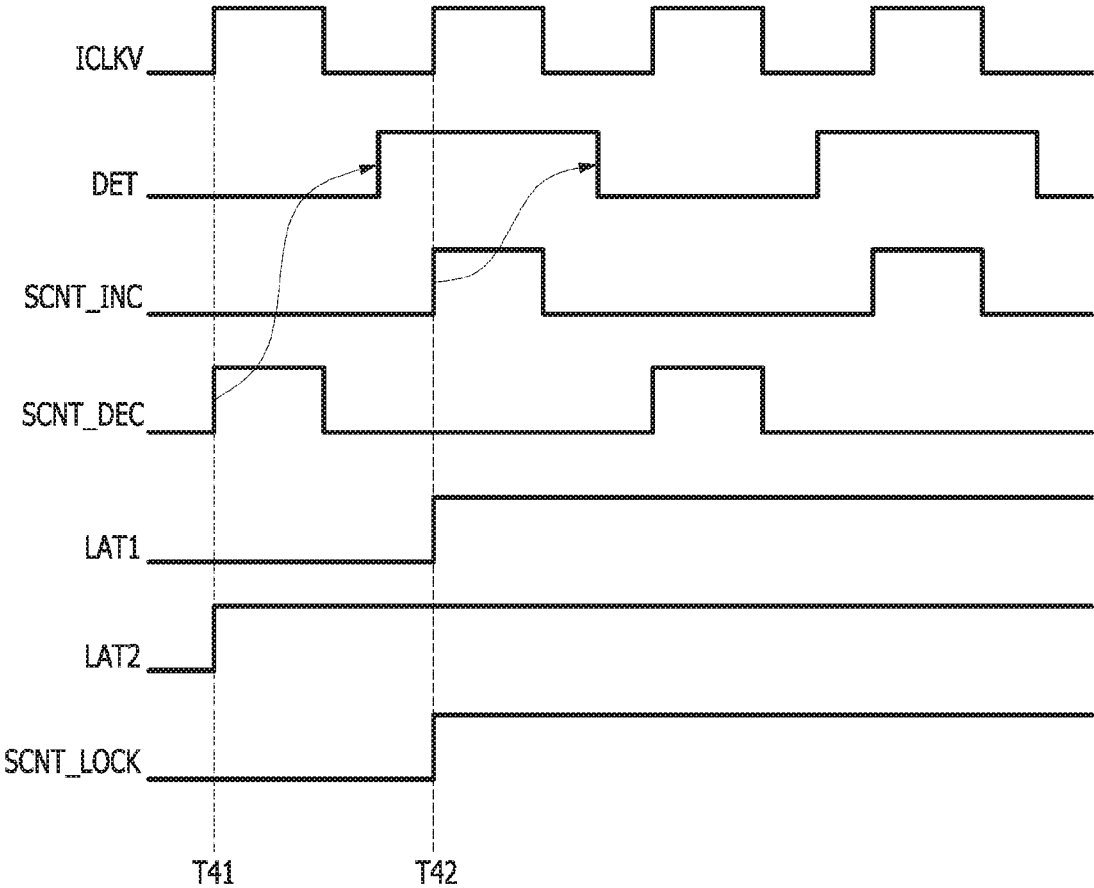 ICLKV
DET
SCNT_INC
SCNT_DEC
LAT1
LAT2
SCNT_LOCK
T41 T42